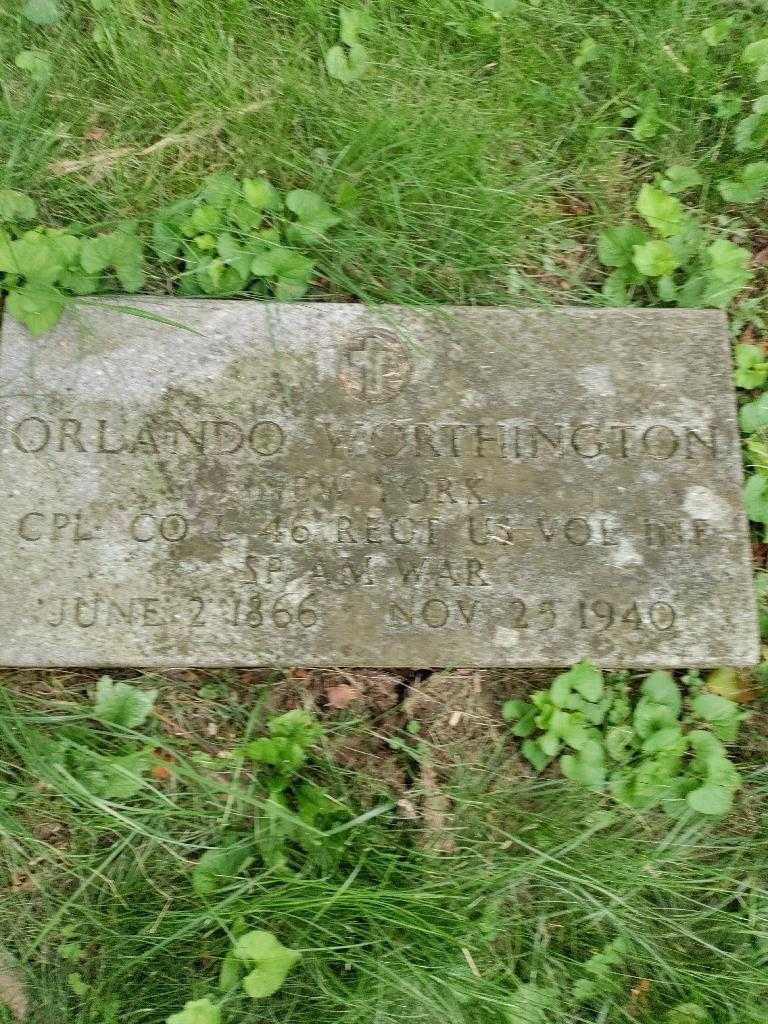 ORLANDO WORTHINGTON
NEW YORK
CPL CO L 46 REGT US VOL INF
SP AM WAR
JUNE 2 1866 NOV 25 1940